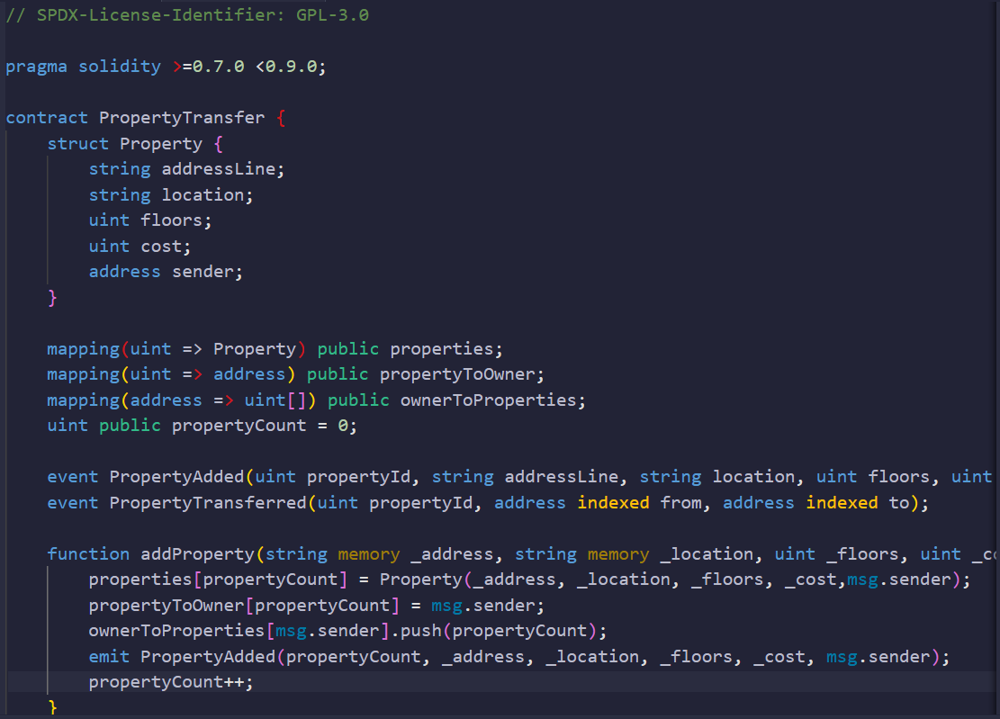 // SPDX-License-Identifier: GPL-3.0
pragma solidity >=0.7.0 <0.9.0;
contract PropertyTransfer {
struct Property {
string addressLine;
string location;
uint floors;
uint cost;
address sender;
}
mapping(uint => Property) public properties;
mapping(uint => address) public propertyToOwner;
mapping(address => uint[]) public ownerToProperties;
uint public propertyCount = 0;
event PropertyAdded(uint propertyId, string addressLine, string location, uint floors, uint
event PropertyTransferred(uint propertyId, address indexed from, address indexed to);
function addProperty(string memory _address, string memory _location, uint _floors, uint _co
properties[propertyCount] = Property(_address, _location, _floors, _cost,msg.sender);
propertyToOwner[propertyCount] = msg.sender;
ownerToProperties[msg.sender].push(propertyCount);
emit PropertyAdded(propertyCount, _address, _location, _floors, _cost, msg.sender);
propertyCount++;
}